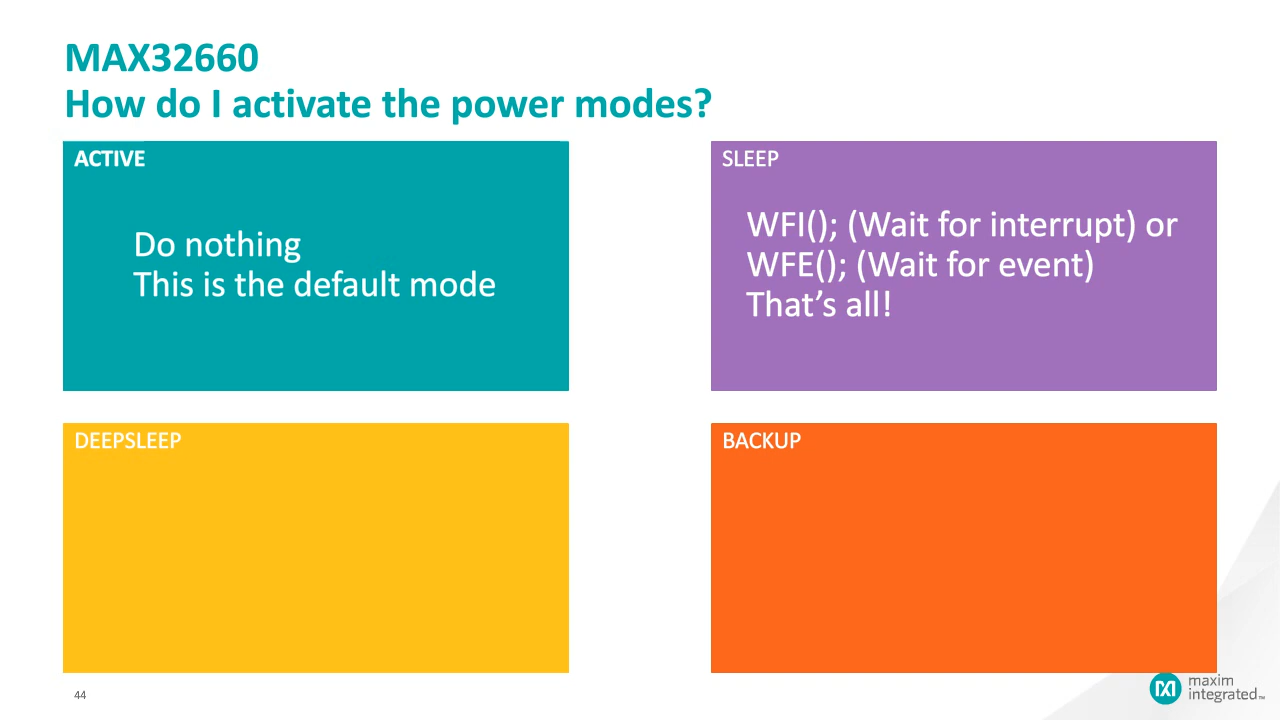 MAX32660
How do I activate the power modes?
ACTIVE
Do nothing
This is the default mode
SLEEP
WFI(); (Wait for interrupt) or
WFE(); (Wait for event)
That’s all!
DEEPSLEEP
BACKUP
44
maxim
integrated™